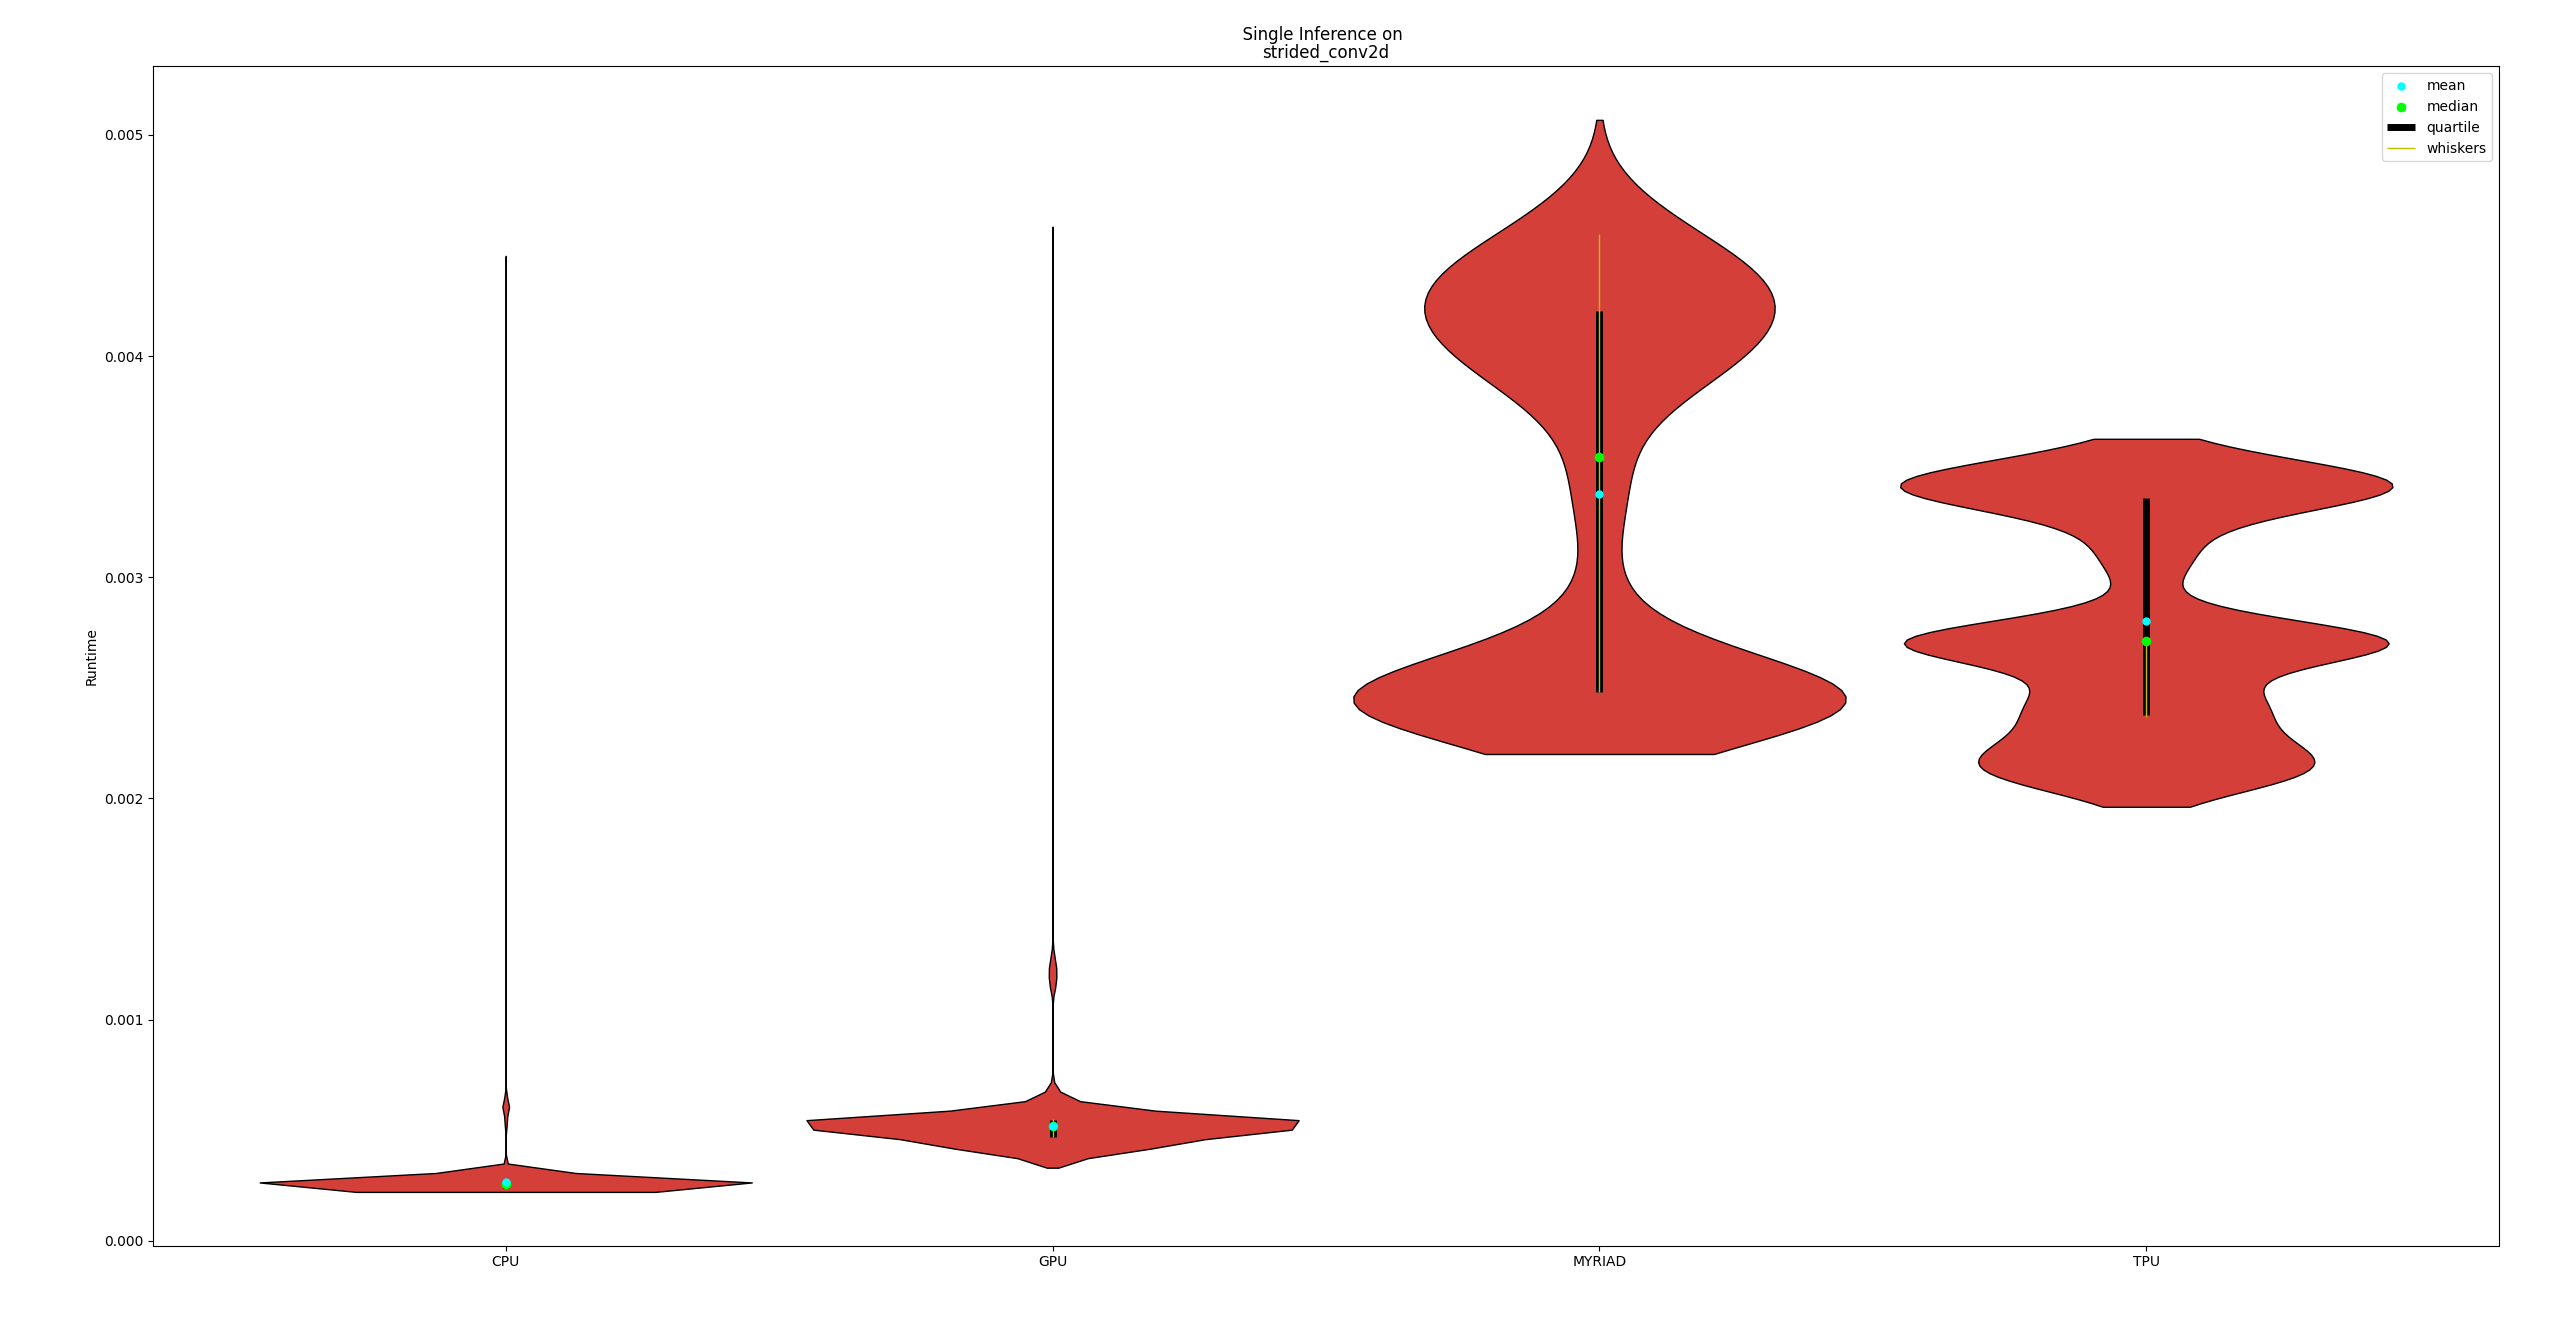 Single Inference on
strided_conv2d
mean
median
quartile
whiskers
Runtime
0.005
0.004
0.003
0.002
0.001
0.000
CPU GPU MYRIAD TPU